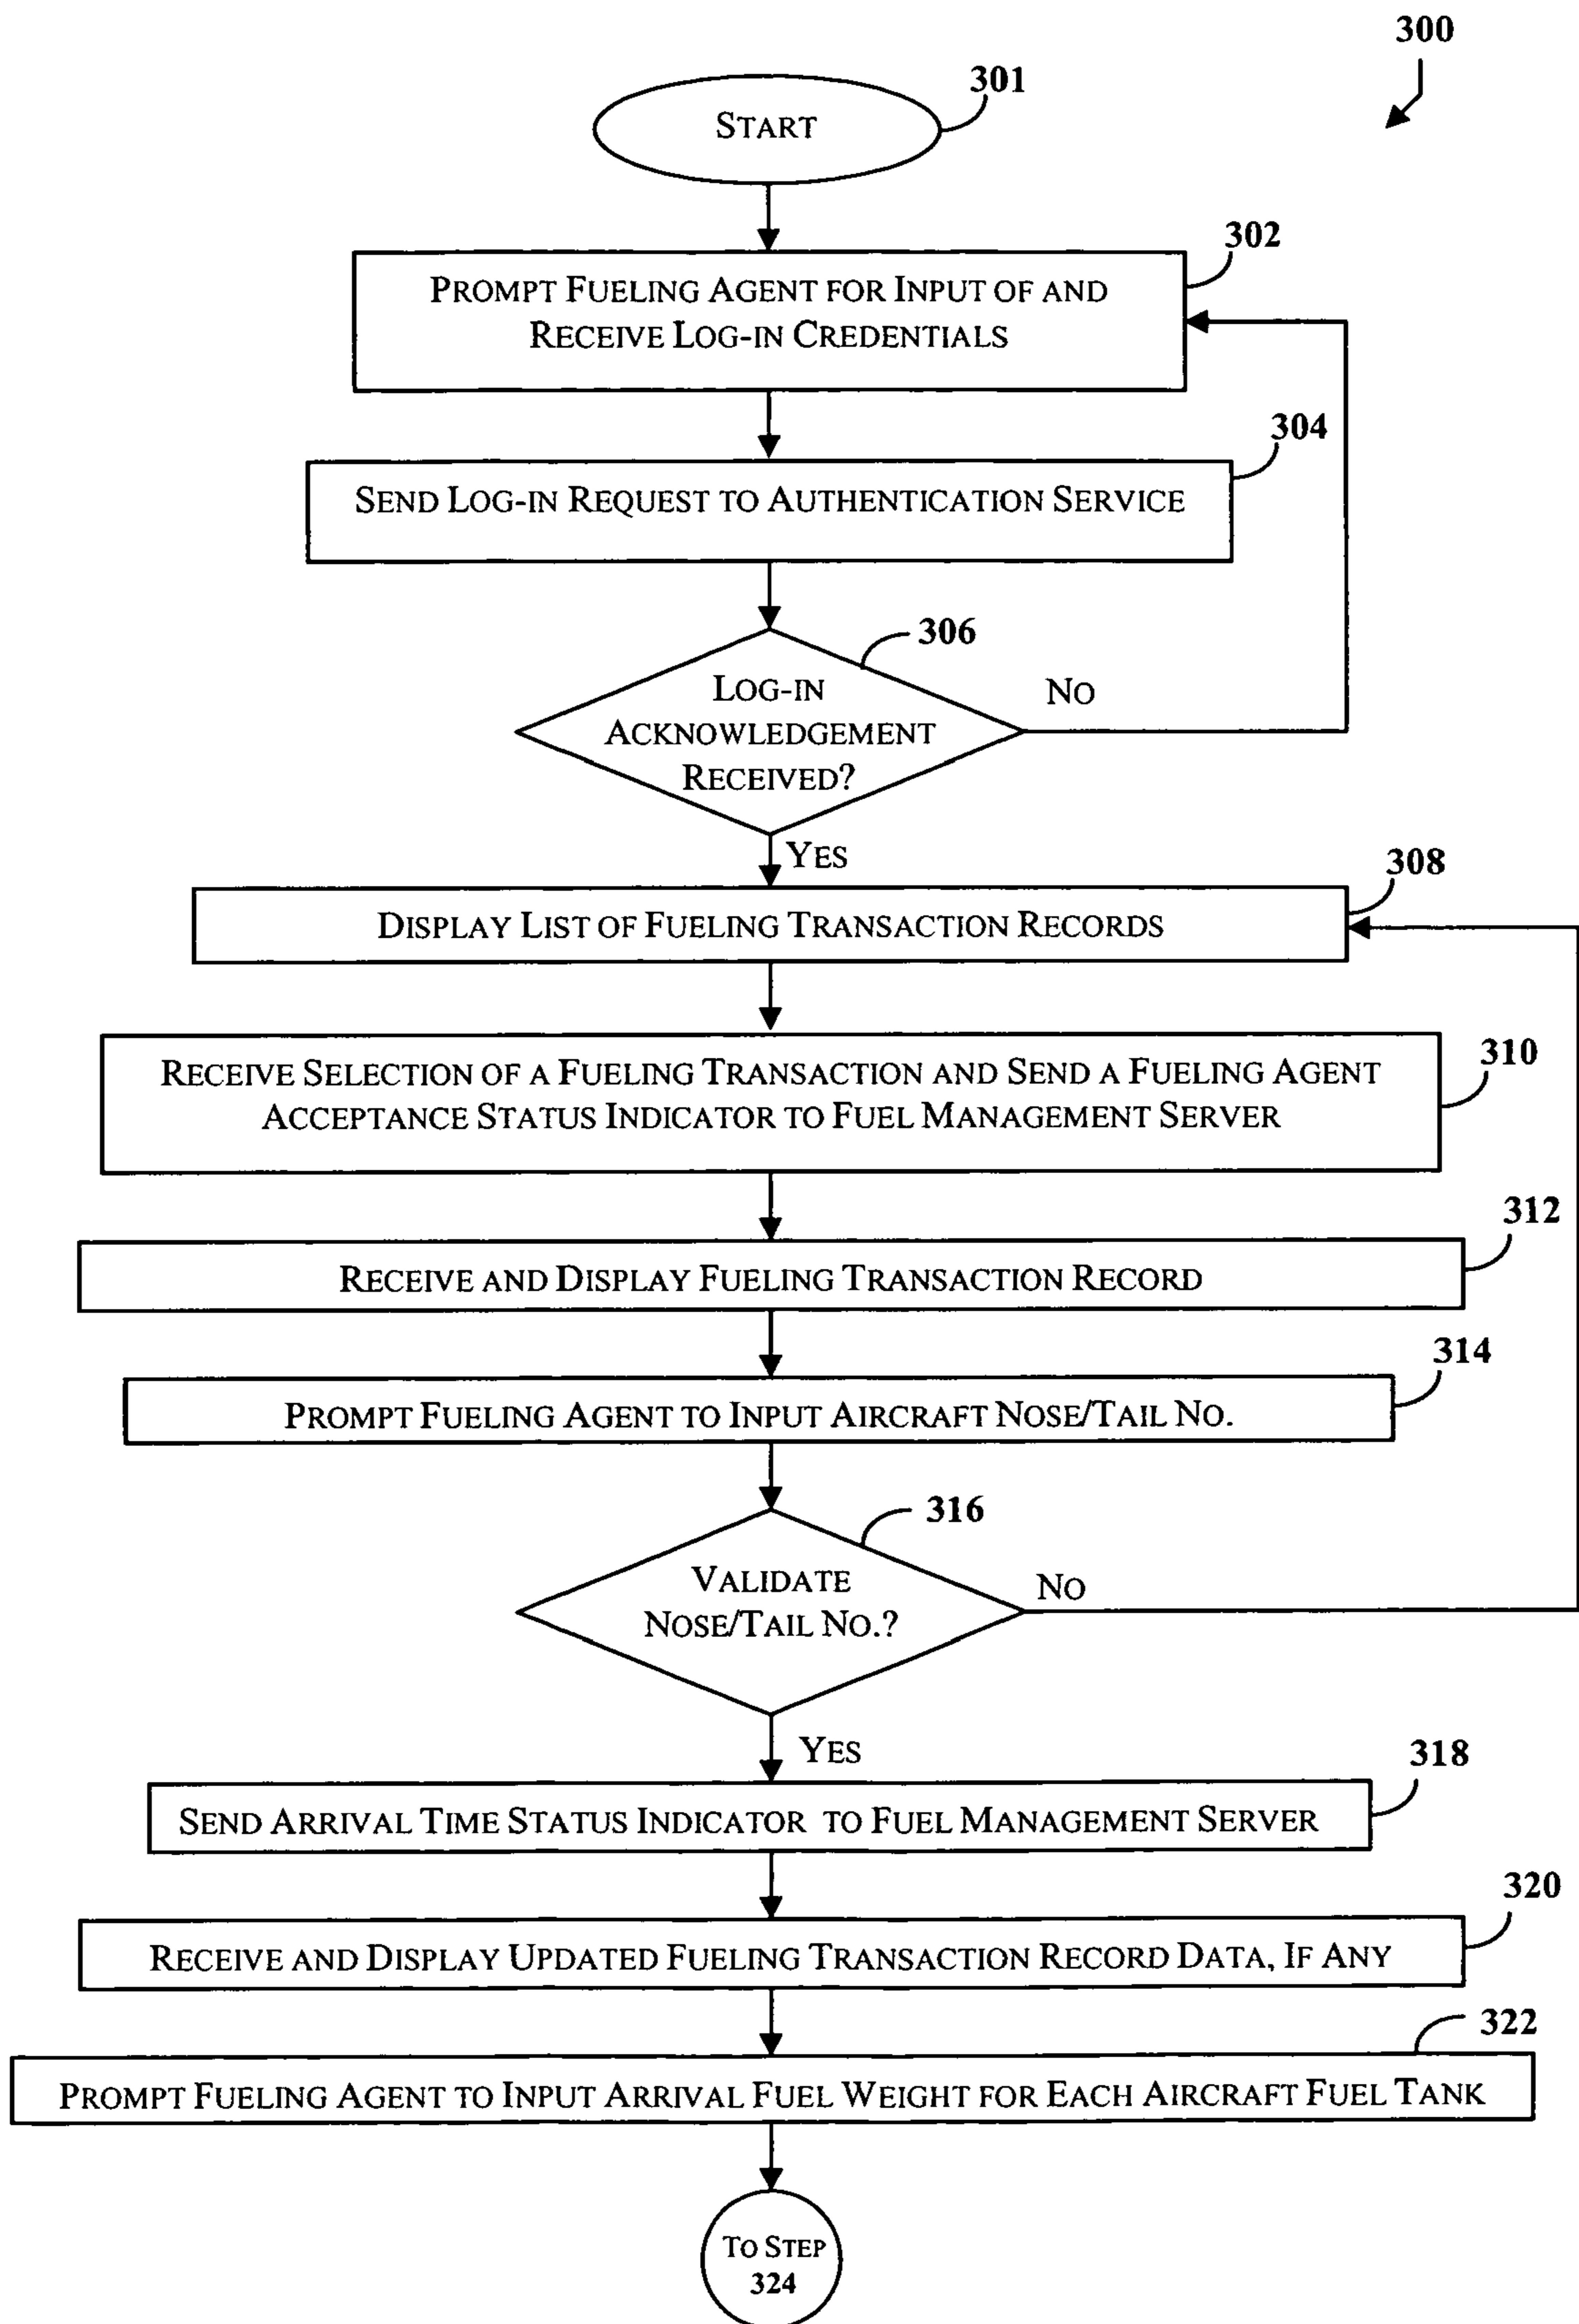 300
301
START
302
PROMPT FUELING AGENT FOR INPUT OF AND
RECEIVE LOG-IN CREDENTIALS
304
SEND LOG-IN REQUEST TO AUTHENTICATION SERVICE
306
LOG-IN
ACKNOWLEDGEMENT
RECEIVED?
NO
YES
308
DISPLAY LIST OF FUELING TRANSACTION RECORDS
310
RECEIVE SELECTION OF A FUELING TRANSACTION AND SEND A FUELING AGENT
ACCEPTANCE STATUS INDICATOR TO FUEL MANAGEMENT SERVER
312
RECEIVE AND DISPLAY FUELING TRANSACTION RECORD
314
PROMPT FUELING AGENT TO INPUT AIRCRAFT NOSE/TAIL NO.
316
VALIDATE
NOSE/TAIL NO.?
NO
YES
318
SEND ARRIVAL TIME STATUS INDICATOR TO FUEL MANAGEMENT SERVER
320
RECEIVE AND DISPLAY UPDATED FUELING TRANSACTION RECORD DATA, IF ANY
322
PROMPT FUELING AGENT TO INPUT ARRIVAL FUEL WEIGHT FOR EACH AIRCRAFT FUEL TANK
TO STEP
324